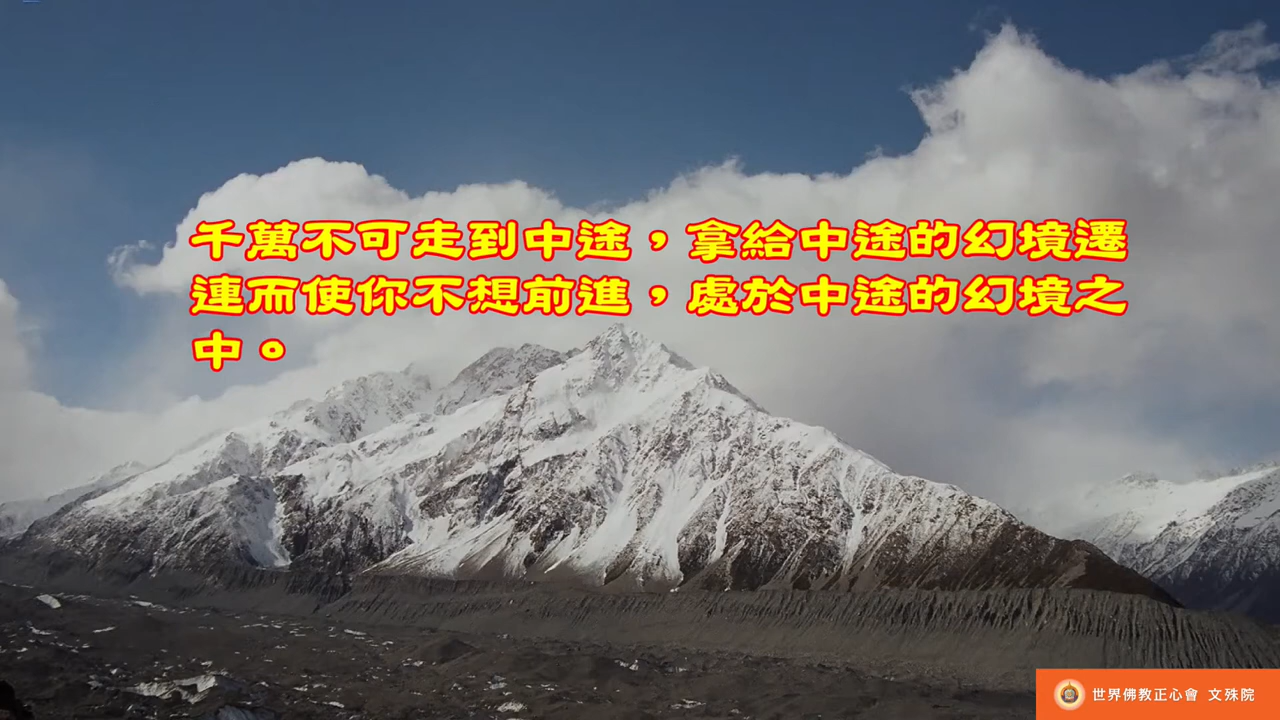 千萬不可走到中途，拿給中途的幻境遷
連而使你不想前進，處於中途的幻境之
中。
世界佛教正心會 文殊院